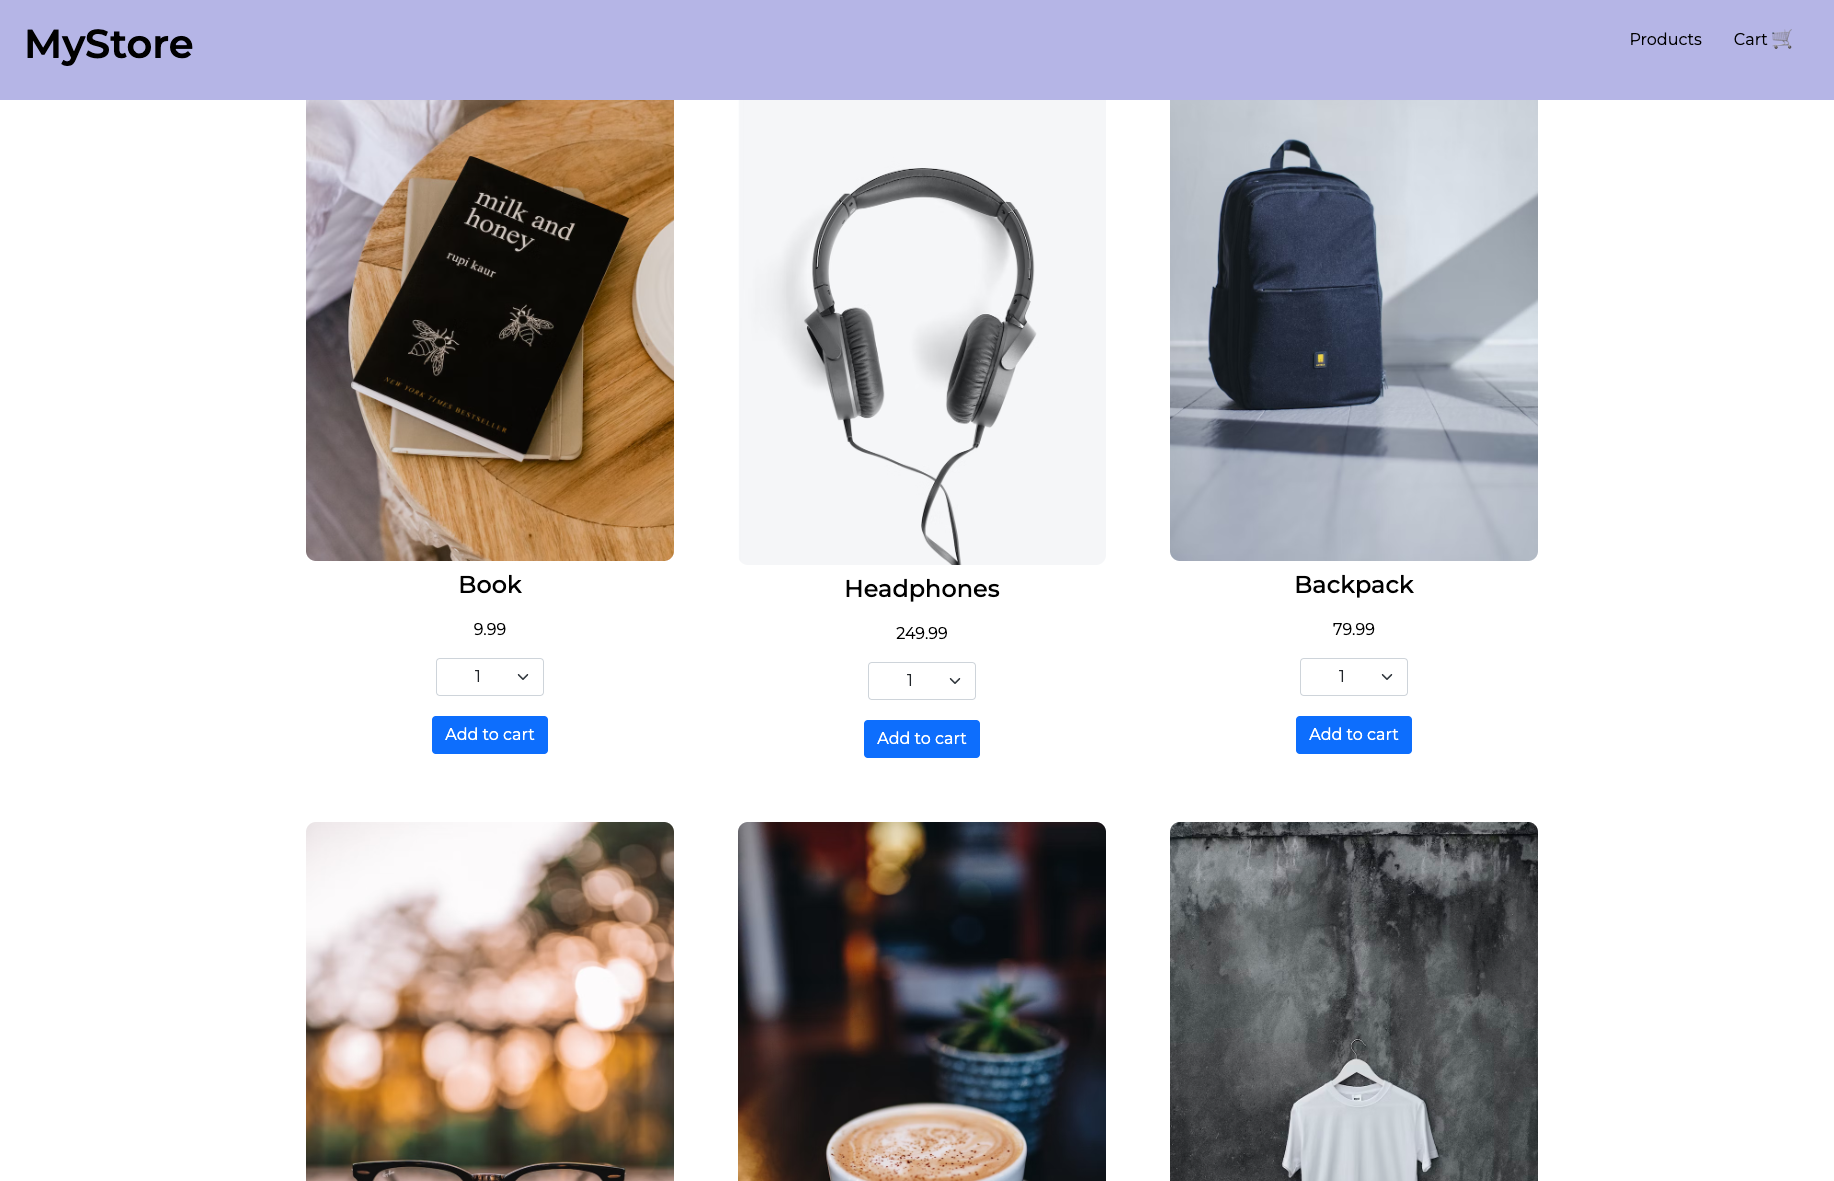 MyStore
Products
Cart
milk and
honey
rupi kaur
NEW YORK TIMES BESTSELLER
Book
Headphones
Backpack
9.99
249.99
79.99
1
1
1
Add to cart
Add to cart
Add to cart